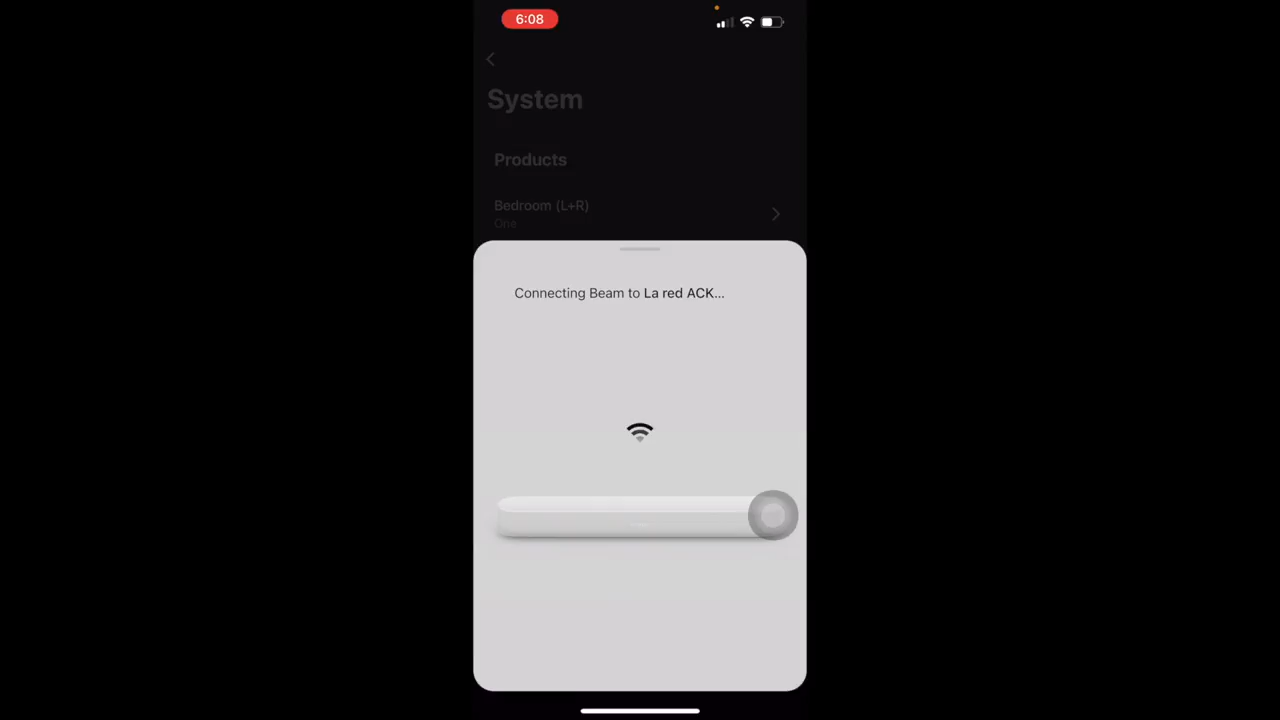 6:08
System
Products
Bedroom (L+R)
One
Connecting Beam to La red ACK...